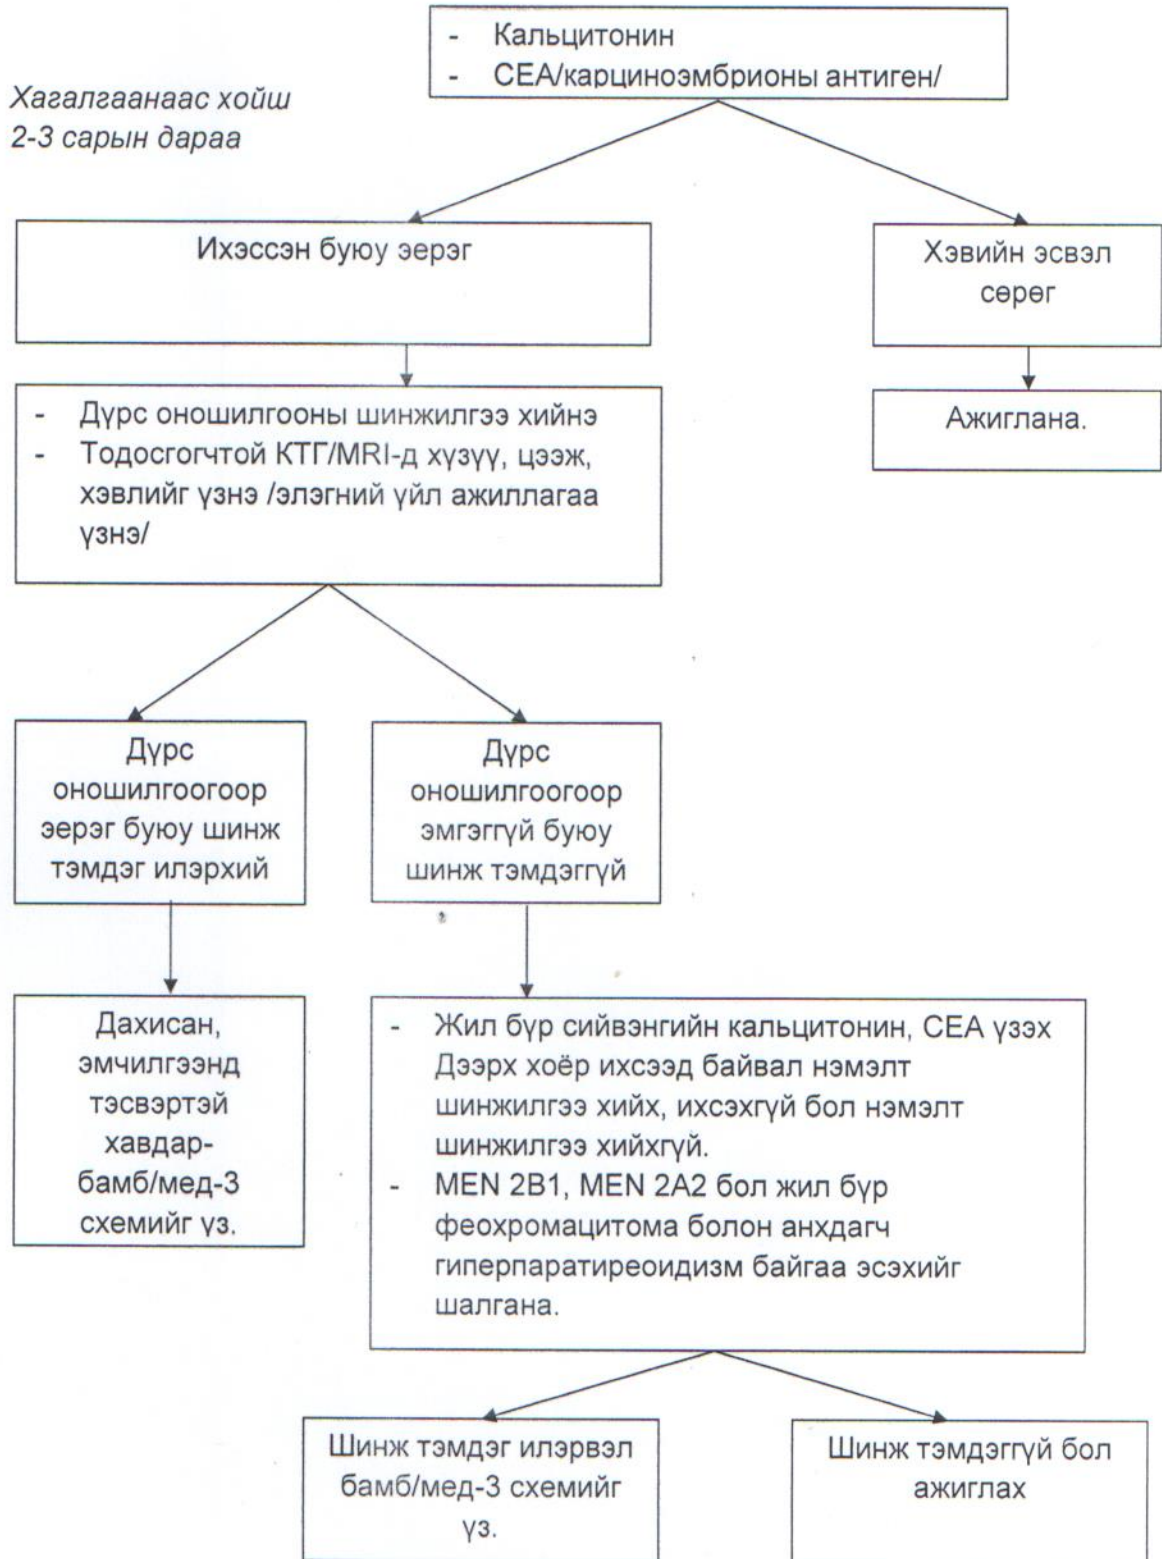 - Кальцитонин
- CEA/карциноэмбрионы антиген/
Хагалгаанаас хойш
2-3 сарын дараа
Ихэссэн буюу эерэг
Хэвийн эсвэл
сөрөг
- Дүрс оношилгооны шинжилгээ хийнэ
- Тодосгогчтой КТГ/MRI-д хүзүү, цээж,
хэвлийг үзнэ /элэгний үйл ажиллагаа
үзнэ/
Ажиглана.
Дүрс
оношилгоогоор
эерэг буюу шинж
тэмдэг илэрхий
Дүрс
оношилгоогоор
эмгэггүй буюу
шинж тэмдэггүй
Дахисан,
эмчилгээнд
тэсвэртэй
хавдар-
бамб/мед-3
схемийг үз.
- Жил бүр сийвэнгийн кальцитонин, CEA үзэх
Дээрх хоёр ихсээд байвал нэмэлт
шинжилгээ хийх, ихсэхгүй бол нэмэлт
шинжилгээ хийхгүй.
- MEN 2B1, MEN 2A2 бол жил бүр
феохромацитома болон анхдагч
гиперпаратиреоидизм байгаа эсэхийг
шалгана.
Шинж тэмдэг илэрвэл
бамб/мед-3 схемийг
үз.
Шинж тэмдэггүй бол
ажиглах